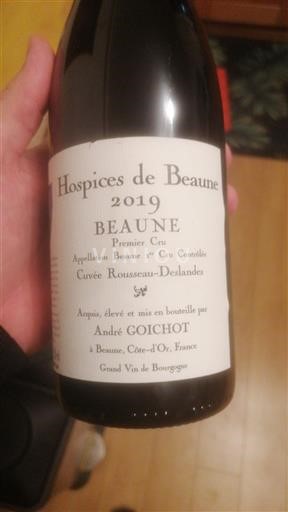 Hospices de Beaune
2019
BEAUNE
Premier Cru
Appellation Beaune 1er Cru Contrôlée
Cuvée Rousseau-Deslandes
Acquis, élevé et mis en bouteille par
André GOICHOT
à Beaune, Côte-d'Or, France
Grand Vin de Bourgogne